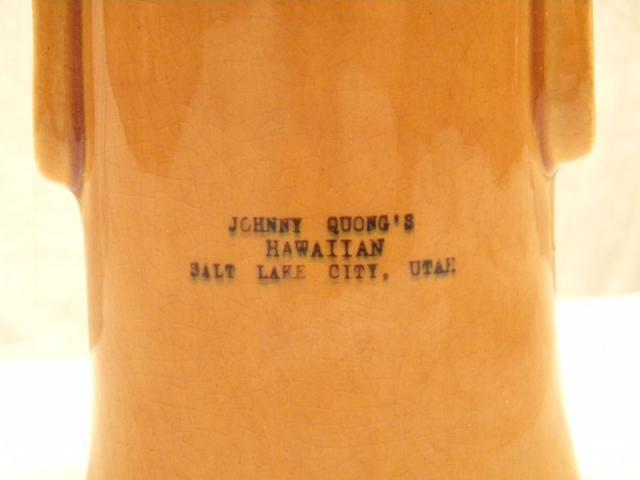 JOHNNY QUONG'S
HAWAIIAN
SALT LAKE CITY, UTAH